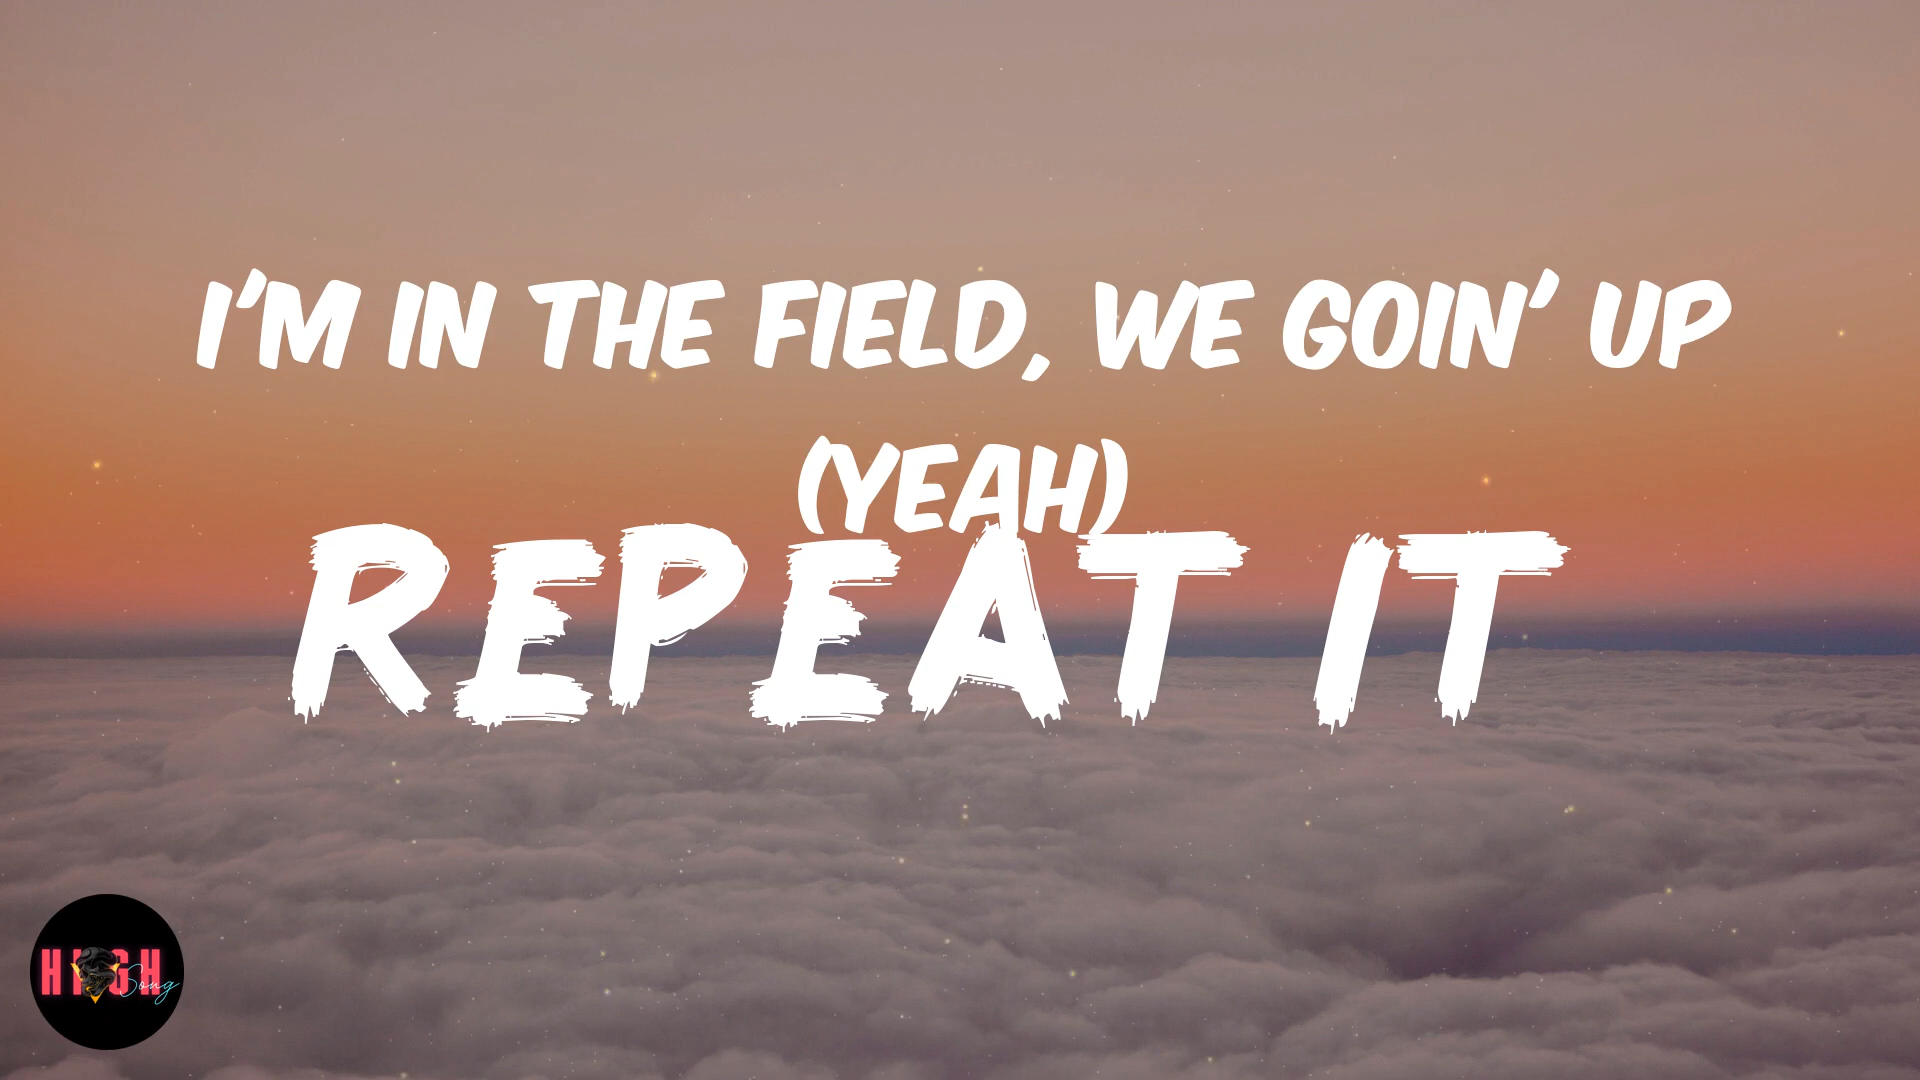 I'M IN THE FIELD, WE GOIN' UP
(YEAH)
REPEAT IT
HIGH
Song